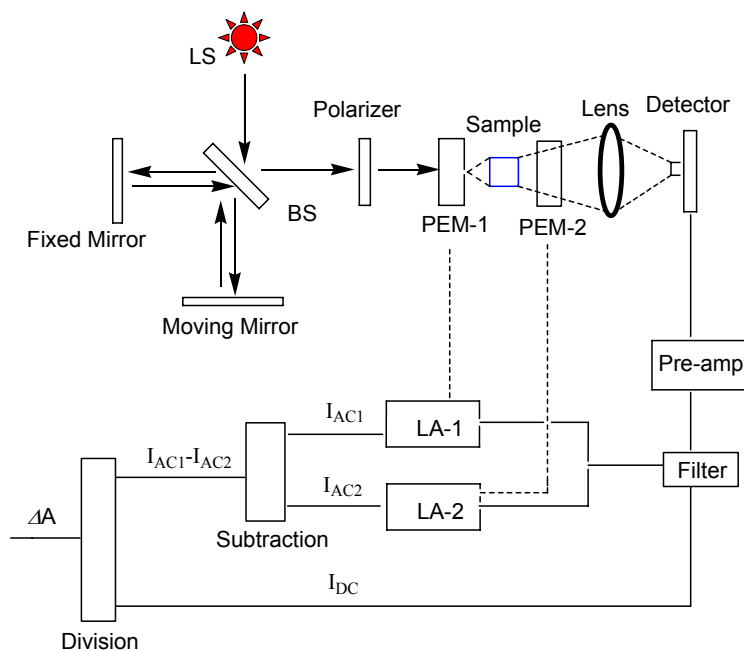 LS
Polarizer
Sample
Lens
Detector
BS
Fixed Mirror
PEM-1
PEM-2
Moving Mirror
Pre-amp
I_AC1
LA-1
I_AC1-I_AC2
Filter
I_AC2
LA-2
ΔA
Subtraction
I_DC
Division